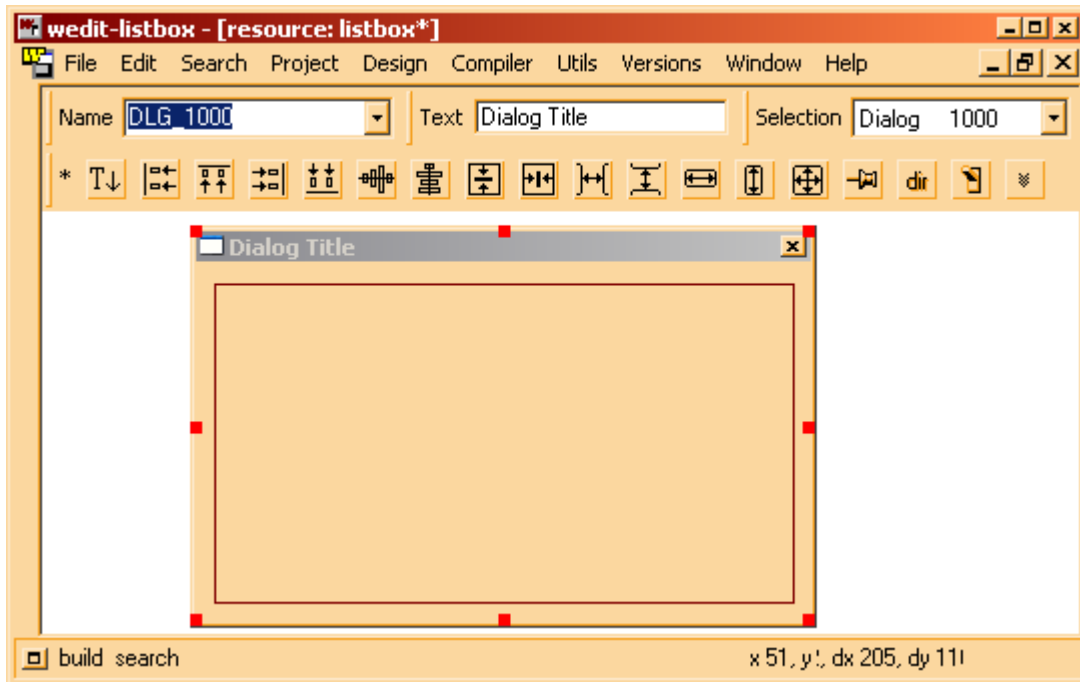 wedit-listbox - [resource: listbox*]
File Edit Search Project Design Compiler Utils Versions Window Help
Name DLG_1000 Text Dialog Title Selection Dialog 1000
* T dir
Dialog Title
build search x 51, y dx 205, dy